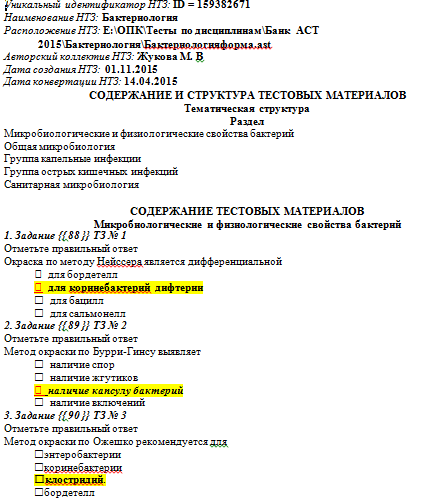 Уникальный идентификатор НТЗ: ID = 159382671
Наименование НТЗ: Бактернология
Расположение НТЗ: E:\ОПК\Тесты по дисциплинам\Банк АСТ
2015\Бактернология\Бактернологияформа.ast
Авторский коллектив НТЗ: Жукова М. В
Дата создания НТЗ: 01.11.2015
Дата конвертации НТЗ: 14.04.2015
СОДЕРЖАНИЕ И СТРУКТУРА ТЕСТОВЫХ МАТЕРИАЛОВ
Тематическая структура
Раздел
Микробиологические и физиологические свойства бактерий
Общая микробиология
Группа капельные инфекции
Группа острых кишечных инфекций
Санитарная микробиология
СОДЕРЖАНИЕ ТЕСТОВЫХ МАТЕРИАЛОВ
Микробиологические и физиологические свойства бактерий
1. Задание {{88}} ТЗ № 1
Отметьте правильный ответ
Окраска по методу Нейссера является дифференциальной
□ для бордетелл
□ для коринебактерий дифтерии
□ для бацилл
□ для сальмонелл
2. Задание {{89}} ТЗ № 2
Отметьте правильный ответ
Метод окраски по Бурри-Гинсу выявляет
□ наличие спор
□ наличие жгутиков
□ наличие капсулу бактерий
□ наличие включений
3. Задание {{90}} ТЗ № 3
Отметьте правильный ответ
Метод окраски по Ожешко рекомендуется для
□энтеробактерии
□коринебактерии
□клостридий.
□бордетелл